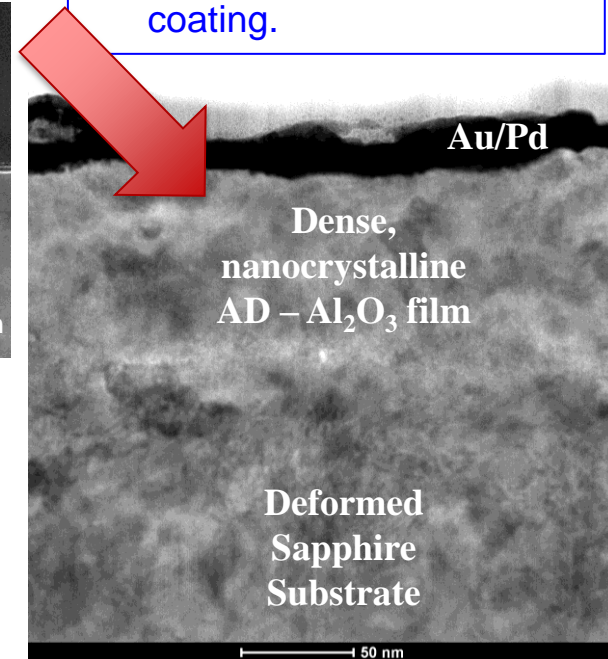 coating.
Au/Pd
Dense,
nanocrystalline
AD – Al₂O₃ film
Deformed
Sapphire
Substrate
50 nm